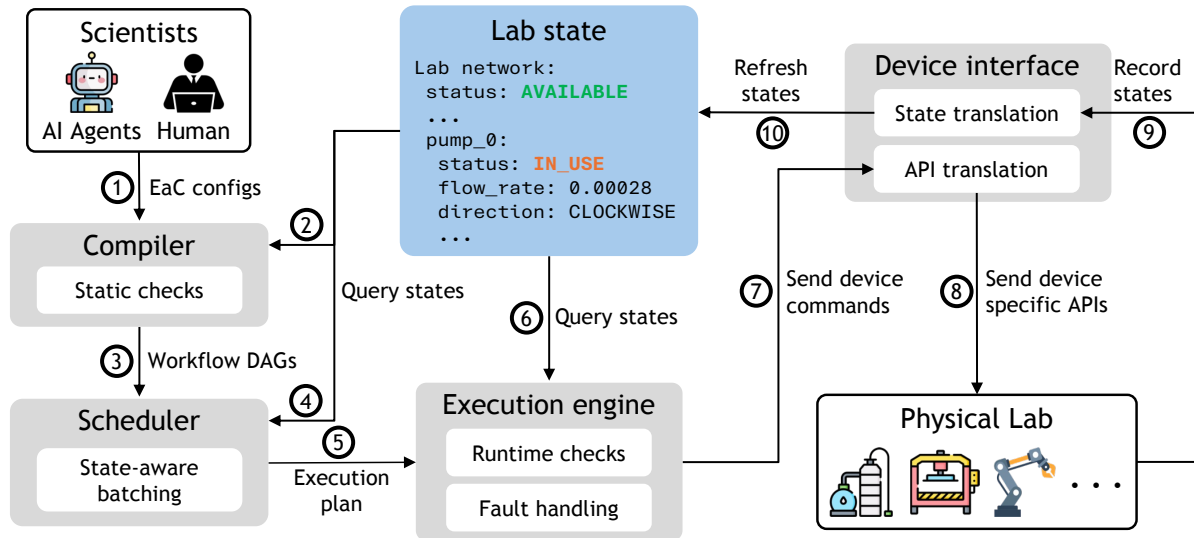 Scientists
AI Agents
Human
1
EaC configs
Compiler
Static checks
2
Query states
3
Workflow DAGs
4
Scheduler
State-aware
batching
5
Execution
plan
Lab state
Lab network:
status: AVAILABLE
...
pump_0:
status: IN_USE
flow_rate: 0.00028
direction: CLOCKWISE
...
6
Query states
Execution engine
Runtime checks
Fault handling
7
Send device
commands
Refresh
states
10
Device interface
State translation
API translation
Record
states
9
8
Send device
specific APIs
Physical Lab
...